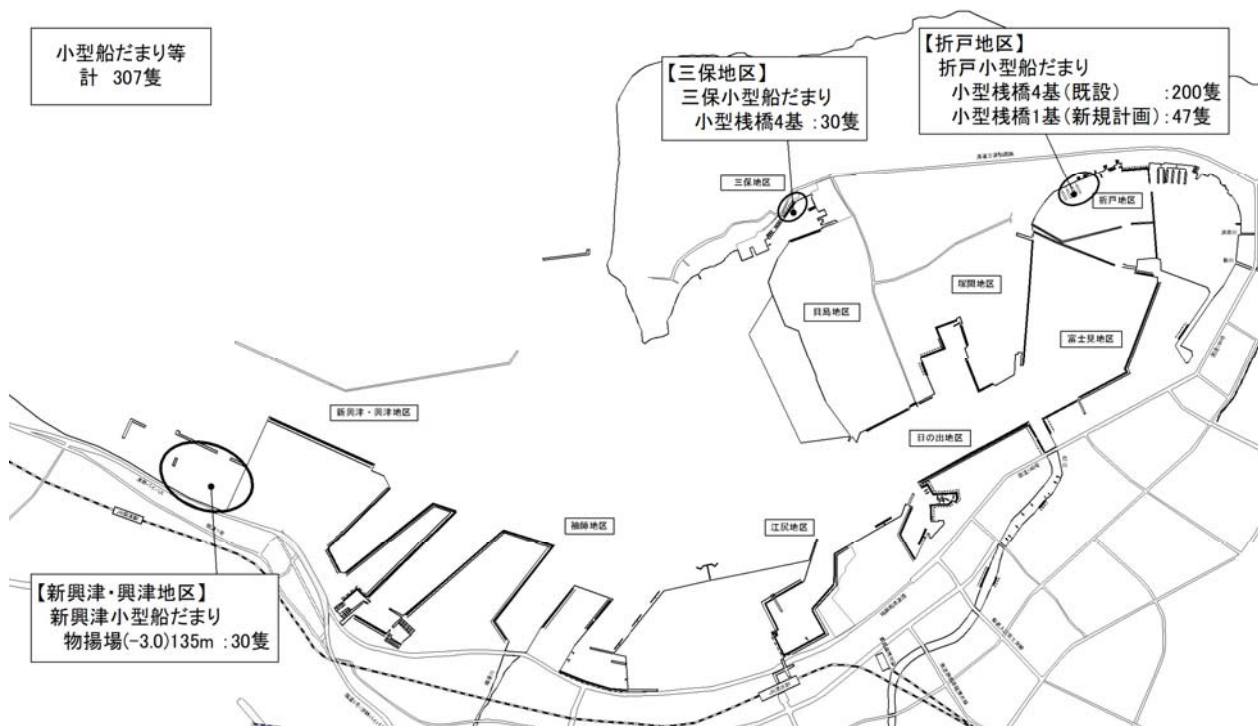 小型船だまり等
計 307隻
【三保地区】
三保小型船だまり
小型桟橋4基:30隻
【折戸地区】
折戸小型船だまり
小型桟橋4基(既設) :200隻
小型桟橋1基(新規計画):47隻
三保地区
折戸地区
貝島地区
塚間地区
富士見地区
新興津・興津地区
日の出地区
袖師地区
江尻地区
【新興津・興津地区】
新興津小型船だまり
物揚場(-3.0)135m:30隻